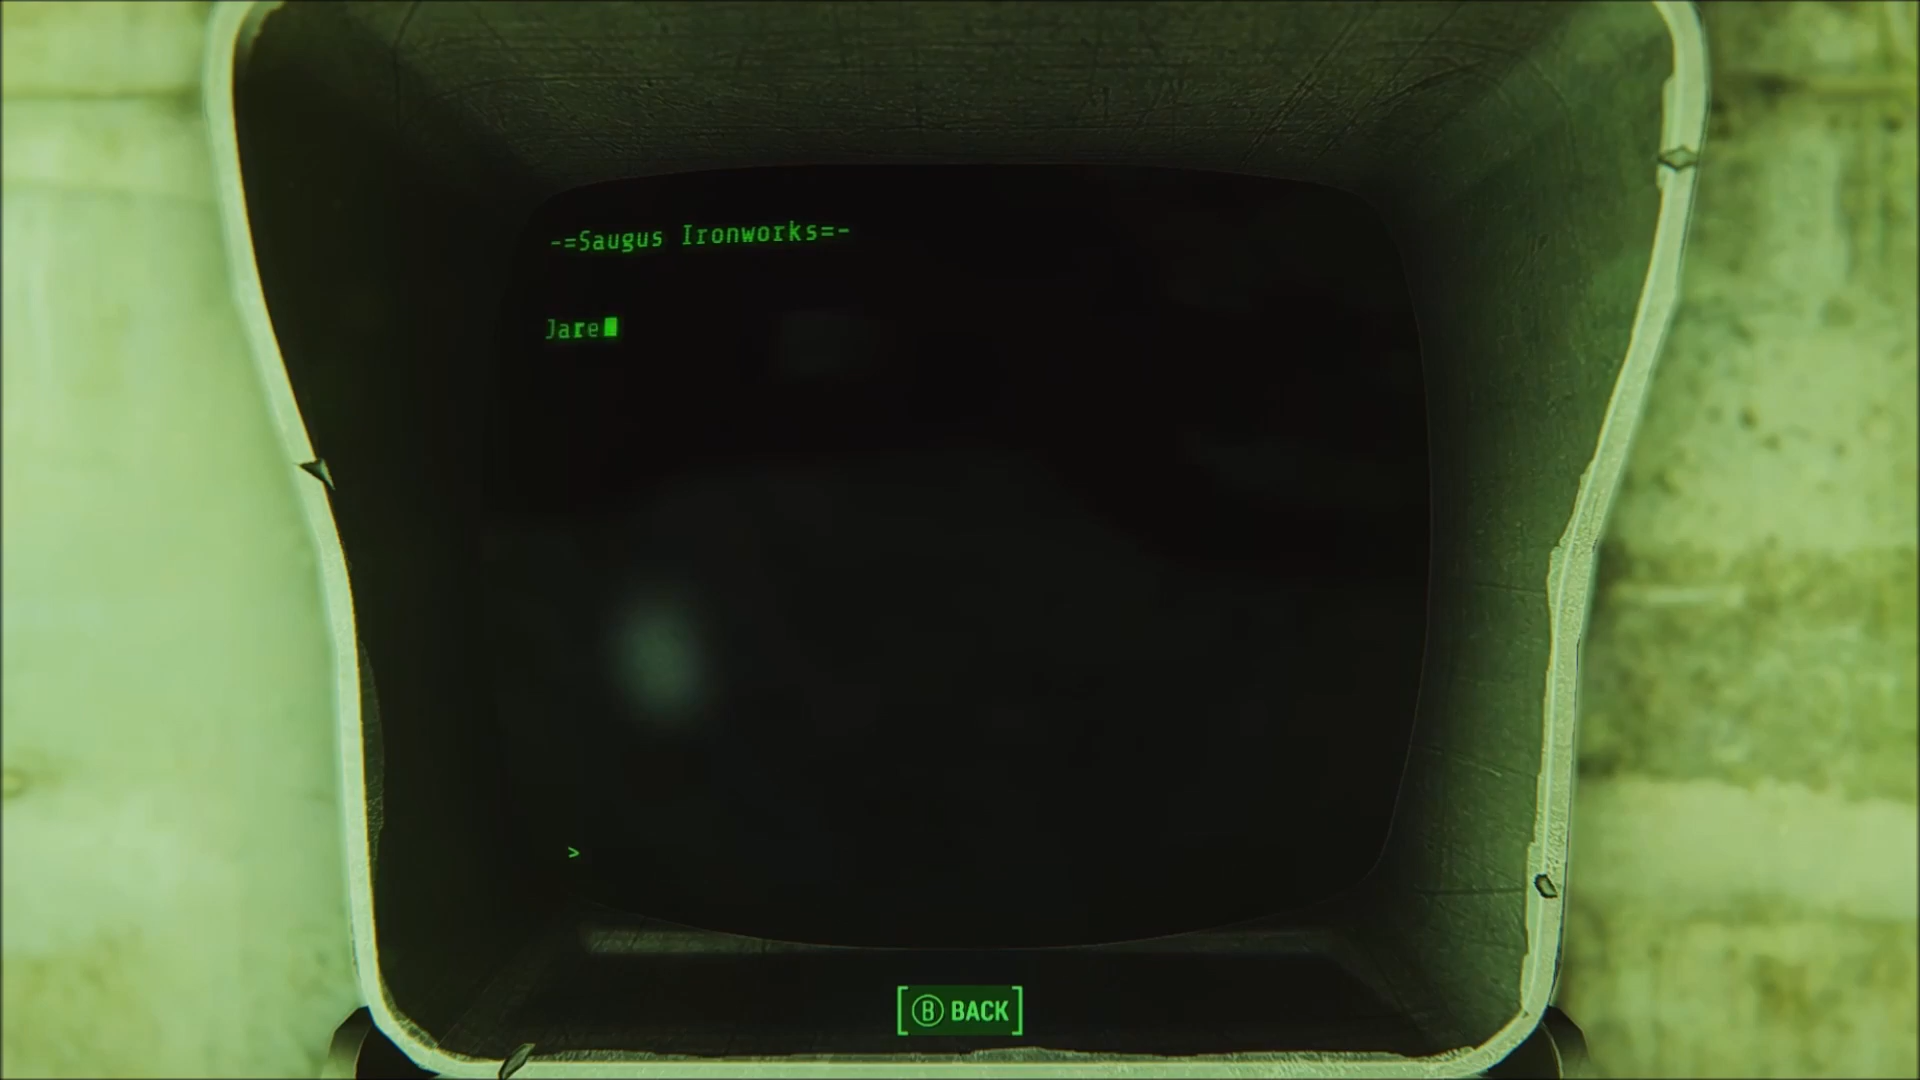 -=Saugus Ironworks=-
Jare
>
[Ⓑ BACK]